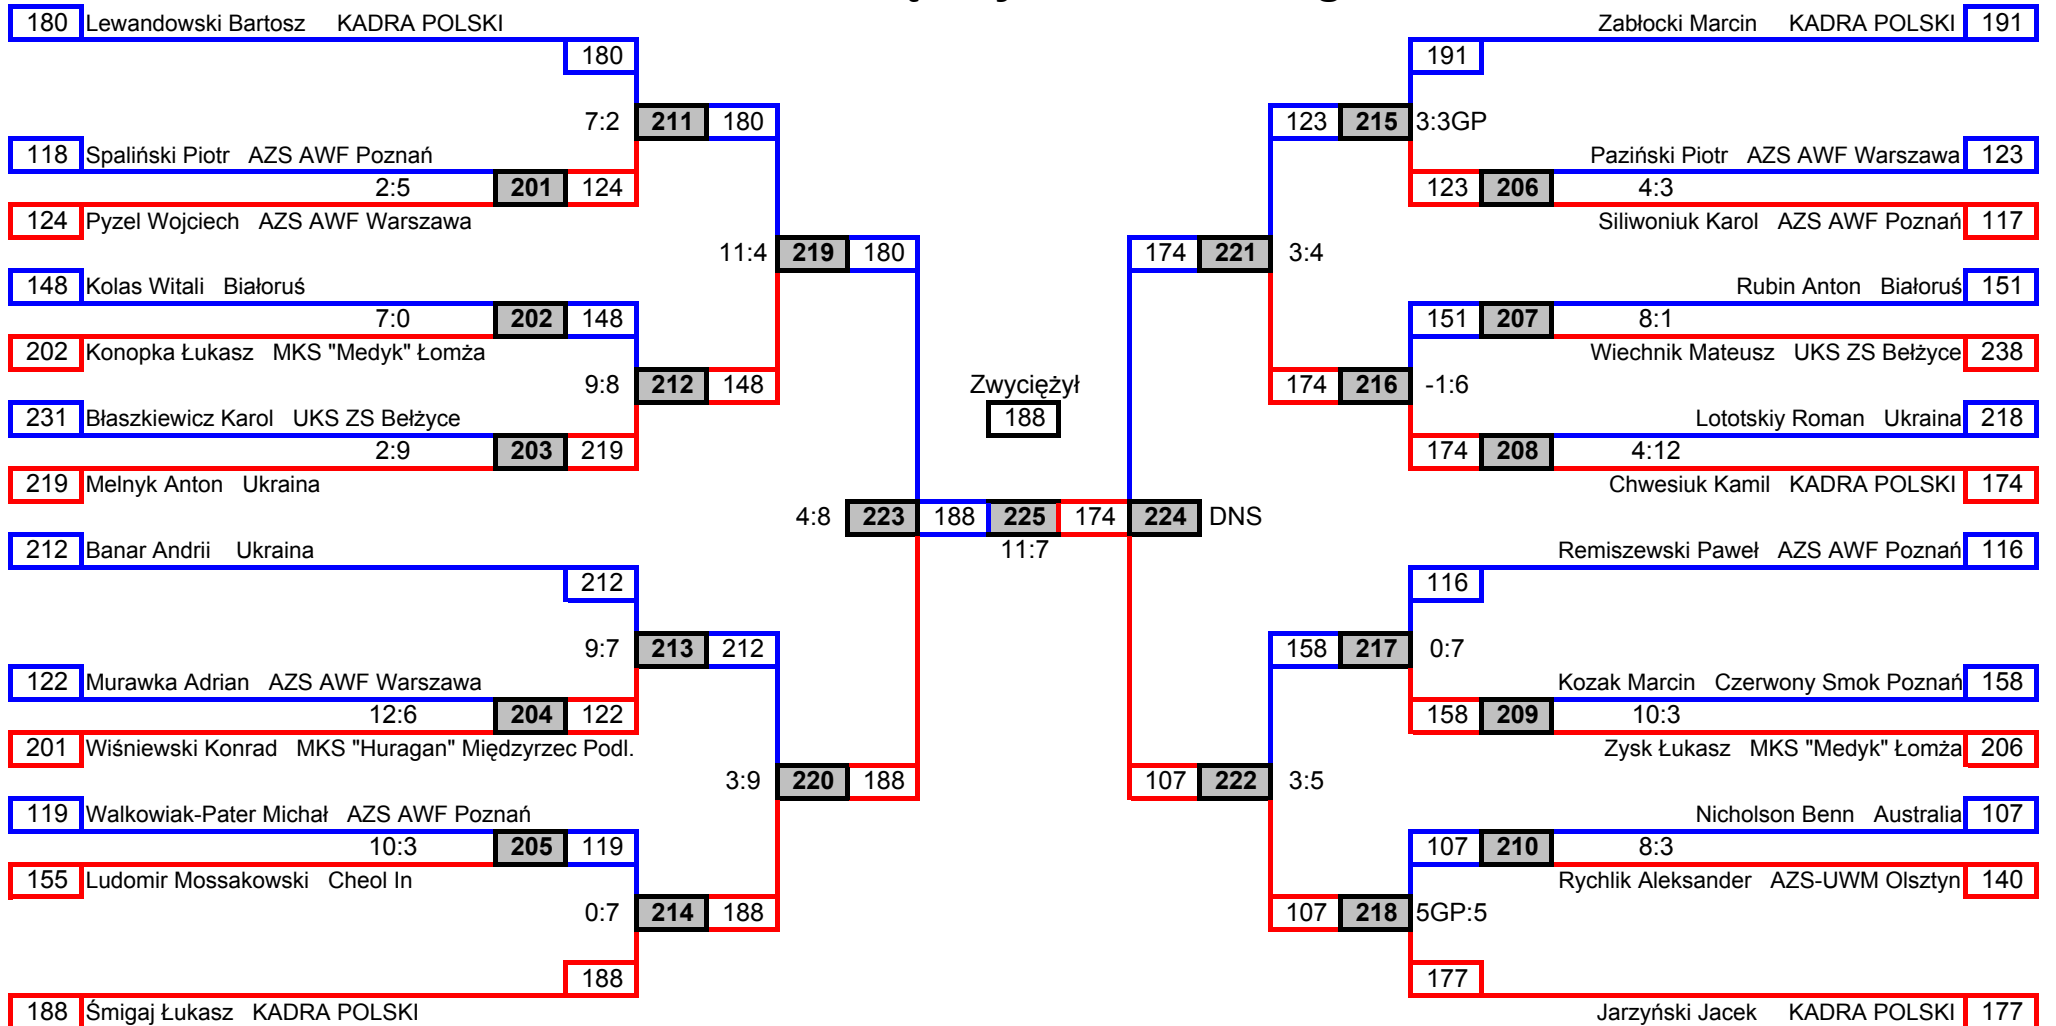 180 Lewandowski Bartosz KADRA POLSKI
Zabłocki Marcin KADRA POLSKI 191
180
191
7:2 211 180
123 215 3:3GP
118 Spaliński Piotr AZS AWF Poznań
Paziński Piotr AZS AWF Warszawa 123
2:5 201 124
123 206 4:3
124 Pyzel Wojciech AZS AWF Warszawa
Siliwoniuk Karol AZS AWF Poznań 117
11:4 219 180
174 221 3:4
148 Kolas Witali Białoruś
Rubin Anton Białoruś 151
7:0 202 148
151 207 8:1
202 Konopka Łukasz MKS "Medyk" Łomża
Wiechnik Mateusz UKS ZS Bełżyce 238
9:8 212 148
Zwyciężył
174 216 -1:6
188
231 Błaszkiewicz Karol UKS ZS Bełżyce
Lototskiy Roman Ukraina 218
2:9 203 219
174 208 4:12
219 Melnyk Anton Ukraina
Chwesiuk Kamil KADRA POLSKI 174
4:8 223 188 225 174 224 DNS
11:7
212 Banar Andrii Ukraina
Remiszewski Paweł AZS AWF Poznań 116
212
116
9:7 213 212
158 217 0:7
122 Murawka Adrian AZS AWF Warszawa
Kozak Marcin Czerwony Smok Poznań 158
12:6 204 122
158 209 10:3
201 Wiśniewski Konrad MKS "Huragan" Międzyrzec Podl.
Zysk Łukasz MKS "Medyk" Łomża 206
3:9 220 188
107 222 3:5
119 Walkowiak-Pater Michał AZS AWF Poznań
Nicholson Benn Australia 107
10:3 205 119
107 210 8:3
155 Ludomir Mossakowski Cheol In
Rychlik Aleksander AZS-UWM Olsztyn 140
0:7 214 188
107 218 5GP:5
188
177
188 Śmigaj Łukasz KADRA POLSKI
Jarzyński Jacek KADRA POLSKI 177